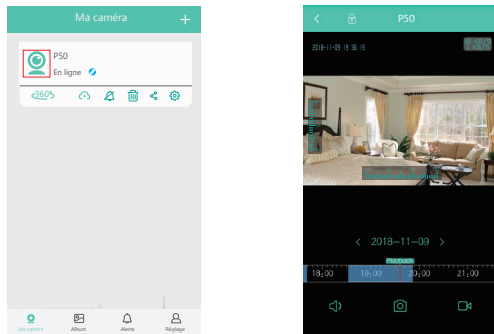 Ma caméra
+
P50
En ligne
360°
Ma caméra
Album
Alerte
Réglage
P50
2018-11-09 19:36:15
< 2018-11-09 >
Playback
18:00 19:00 20:00 21:00